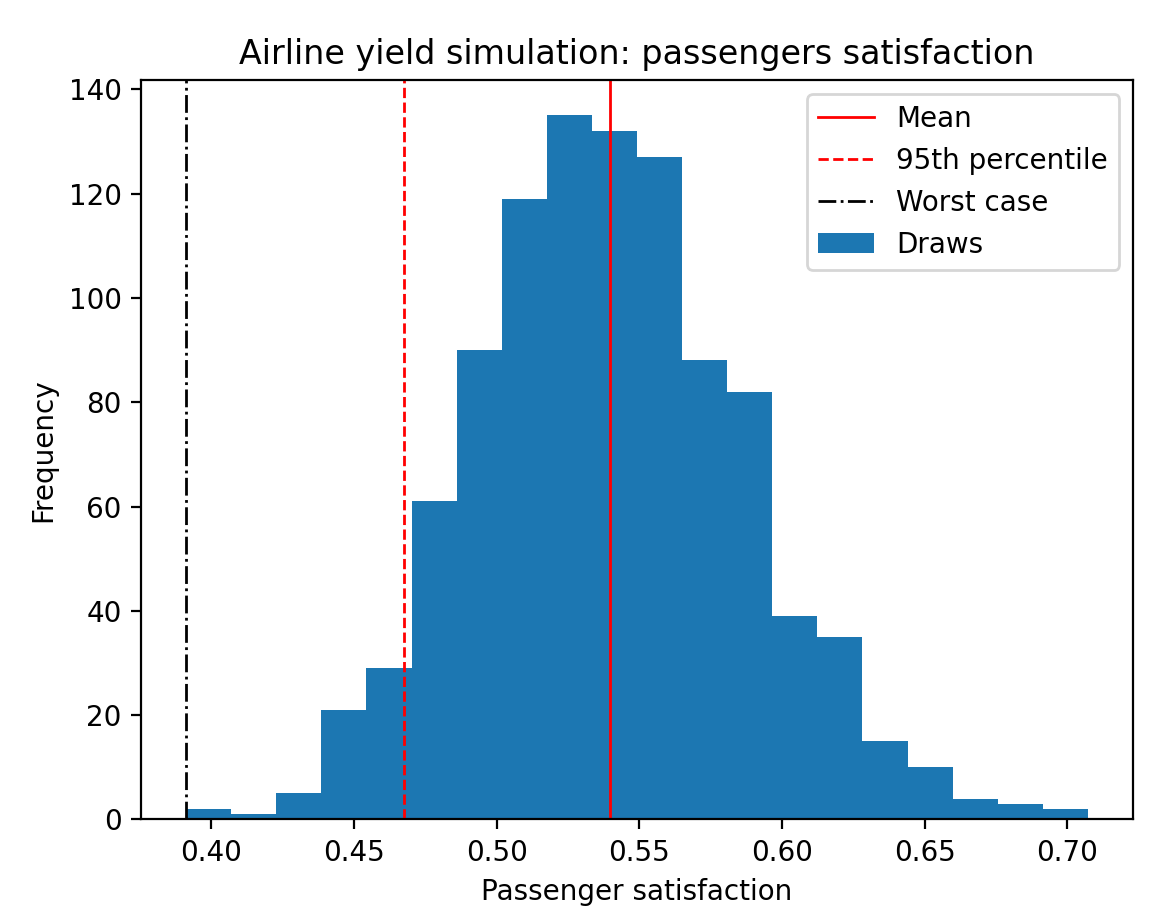 Airline yield simulation: passengers satisfaction
140
120
100
80
60
40
20
0
Frequency
Mean
95th percentile
Worst case
Draws
0.40 0.45 0.50 0.55 0.60 0.65 0.70
Passenger satisfaction